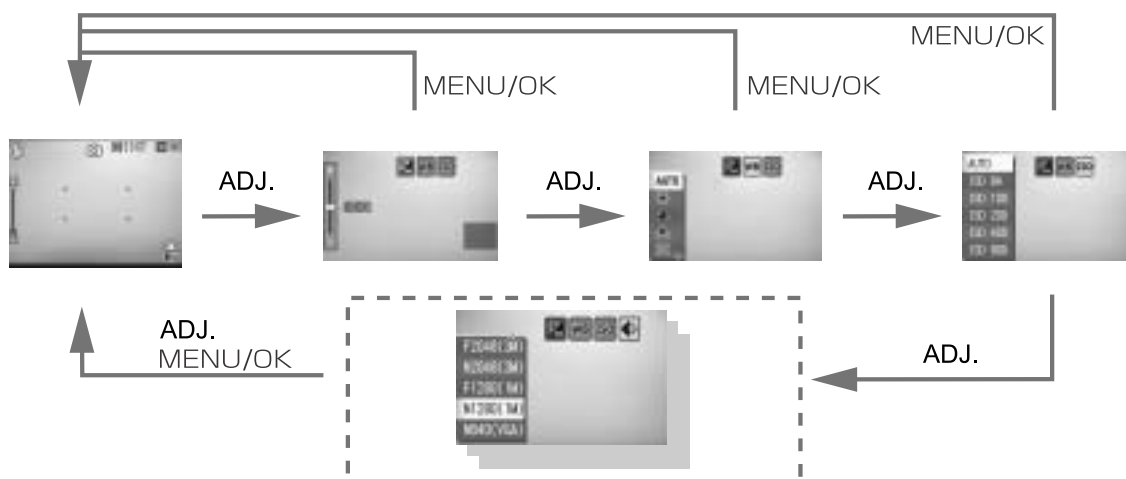 MENU/OK
MENU/OK
MENU/OK
ADJ.
ADJ.
ADJ.
AUTO
AUTO
ISO 64
ISO 100
ISO 200
ISO 400
ISO 800
ADJ.
MENU/OK
F2048(3M)
N2048(3M)
F1280(1M)
N1280(1M)
N640(VGA)
ADJ.